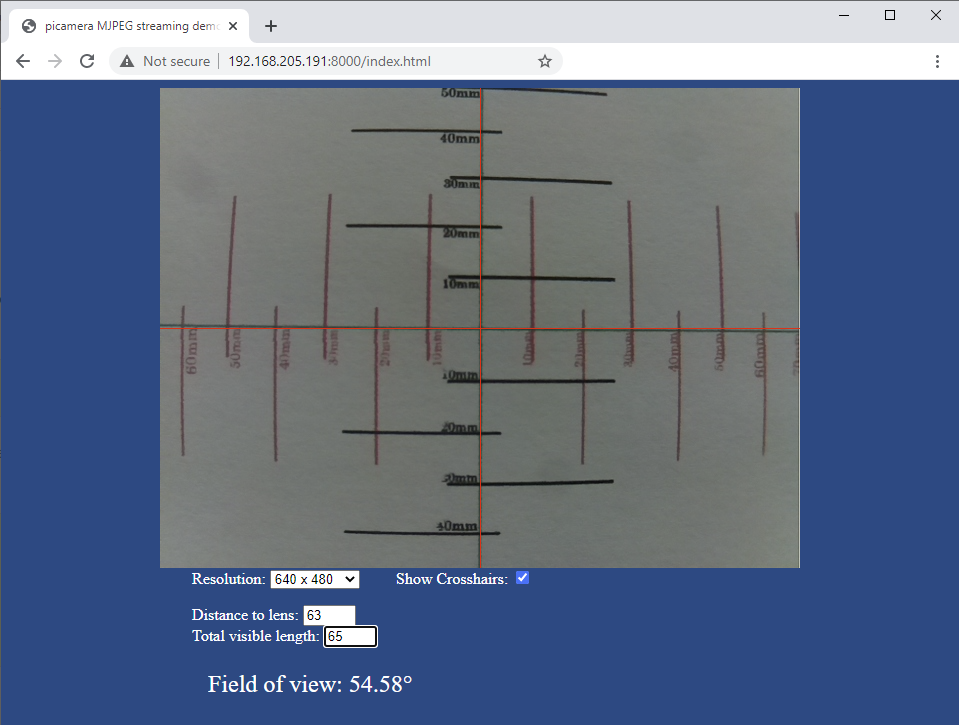 picamera MJPEG streaming demo
Not secure 192.168.205.191:8000/index.html
50mm
40mm
30mm
20mm
10mm
60mm 50mm 40mm 30mm 20mm 10mm 10mm 20mm 30mm 40mm 50mm 60mm
10mm
20mm
40mm
Resolution: 640 x 480 Show Crosshairs:
Distance to lens: 63
Total visible length: 65
Field of view: 54.58°